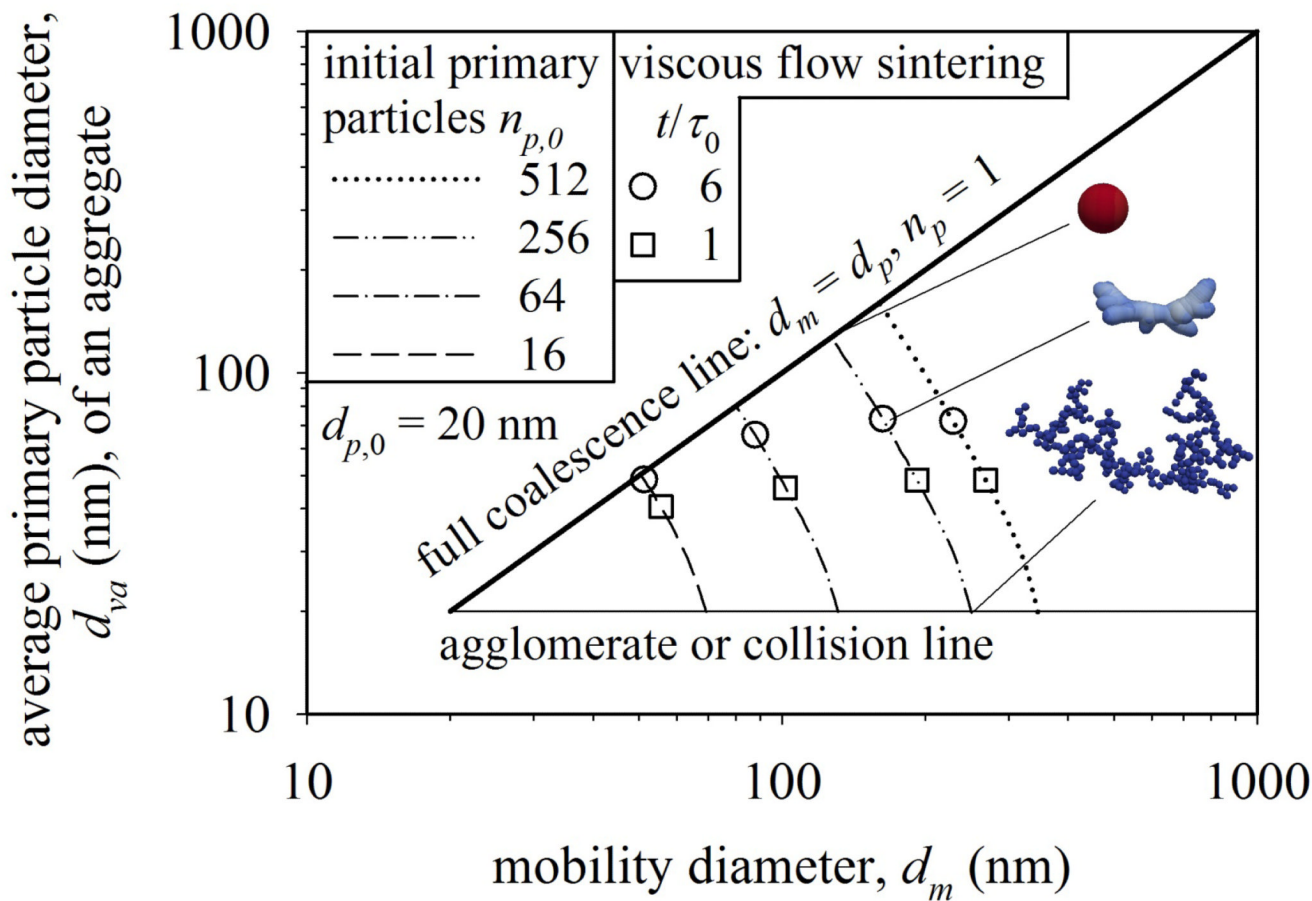 average primary particle diameter,
d_va (nm), of an aggregate
1000
100
10
initial primary
particles n_p,0
512
256
64
16
d_p,0 = 20 nm
viscous flow sintering
t/τ_0
6
1
full coalescence line: d_m = d_p, n_p = 1
agglomerate or collision line
10
100
1000
mobility diameter, d_m (nm)